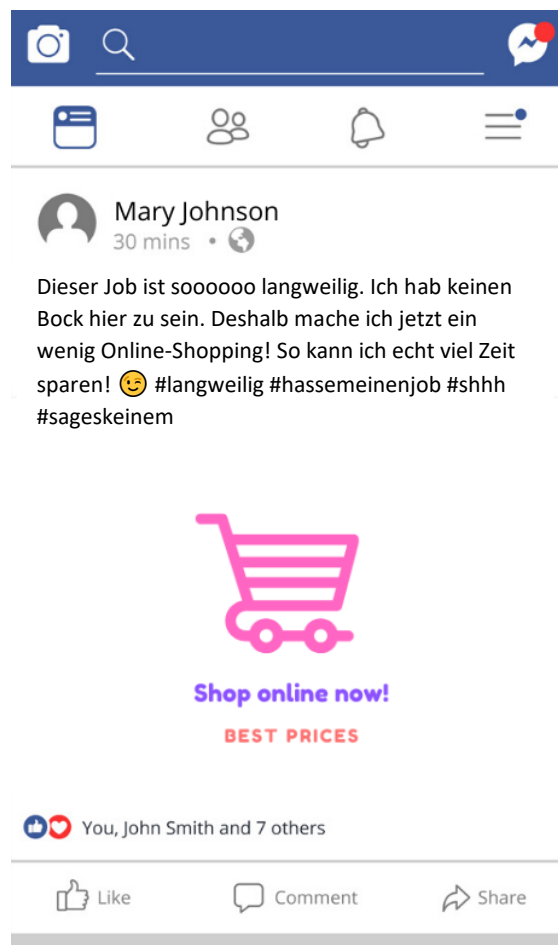 Mary Johnson
30 mins •
Dieser Job ist soooooo langweilig. Ich hab keinen
Bock hier zu sein. Deshalb mache ich jetzt ein
wenig Online-Shopping! So kann ich echt viel Zeit
sparen! 😉 #langweilig #hassemeinenjob #shhh
#sageskeinem
Shop online now!
BEST PRICES
You, John Smith and 7 others
Like Comment Share